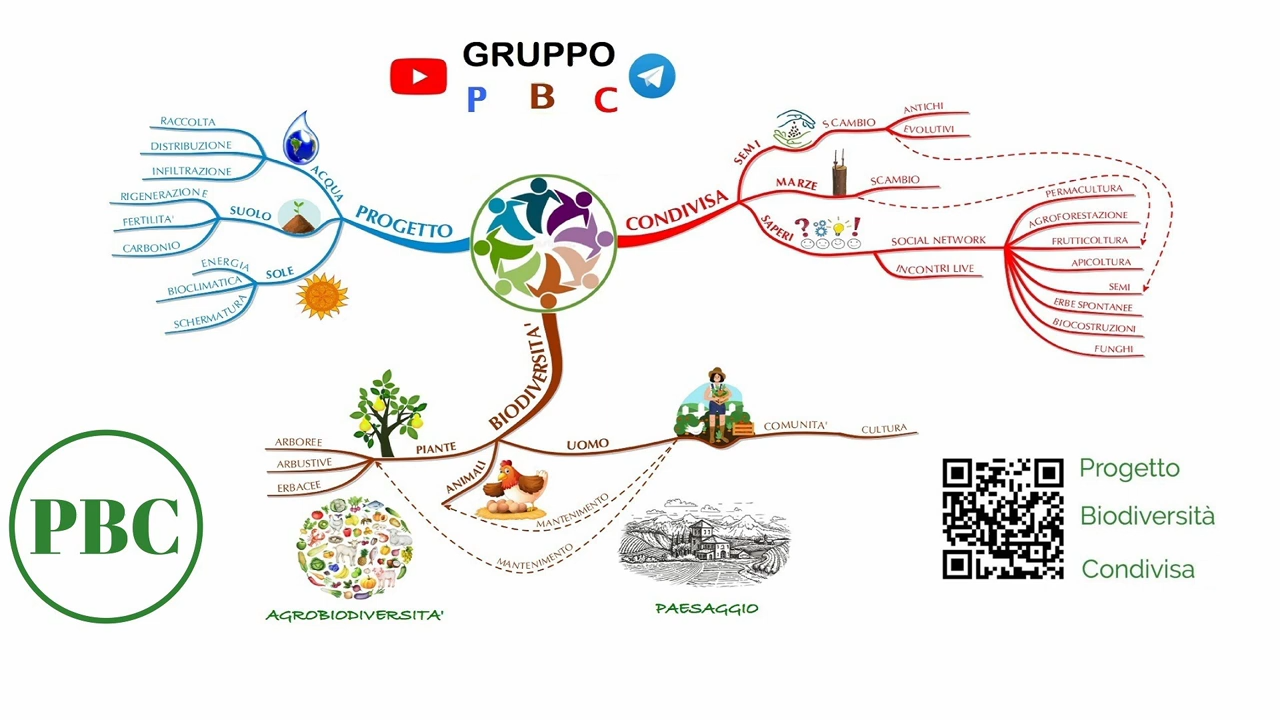 GRUPPO
P B C
RACCOLTA
DISTRIBUZIONE
INFILTRAZIONE
ACQUA
RIGENERAZIONE
FERTILITA'
CARBONIO
SUOLO
ENERGIA
BIOCLIMATICA
SCHERMATURA
SOLE
PROGETTO
CONDIVISA
SEMI
SCAMBIO
ANTICHI
EVOLUTIVI
MARZE
SCAMBIO
SAPERI
?
!
SOCIAL NETWORK
INCONTRI LIVE
PERMACULTURA
AGROFORESTAZIONE
FRUTTICOLTURA
APICOLTURA
SEMI
ERBE SPONTANEE
BIOCOSTRUZIONI
FUNGHI
BIODIVERSITA'
PIANTE
ARBOREE
ARBUSTIVE
ERBACEE
ANIMALI
UOMO
COMUNITA'
CULTURA
MANTENIMENTO
MANTENIMENTO
AGROBIODIVERSITA'
PAESAGGIO
PBC
Progetto
Biodiversità
Condivisa